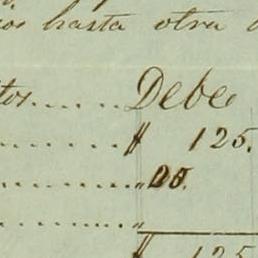 hasta otra
tos...... Debe
........ $ 125.
........ " 25.
........ "
$ 125